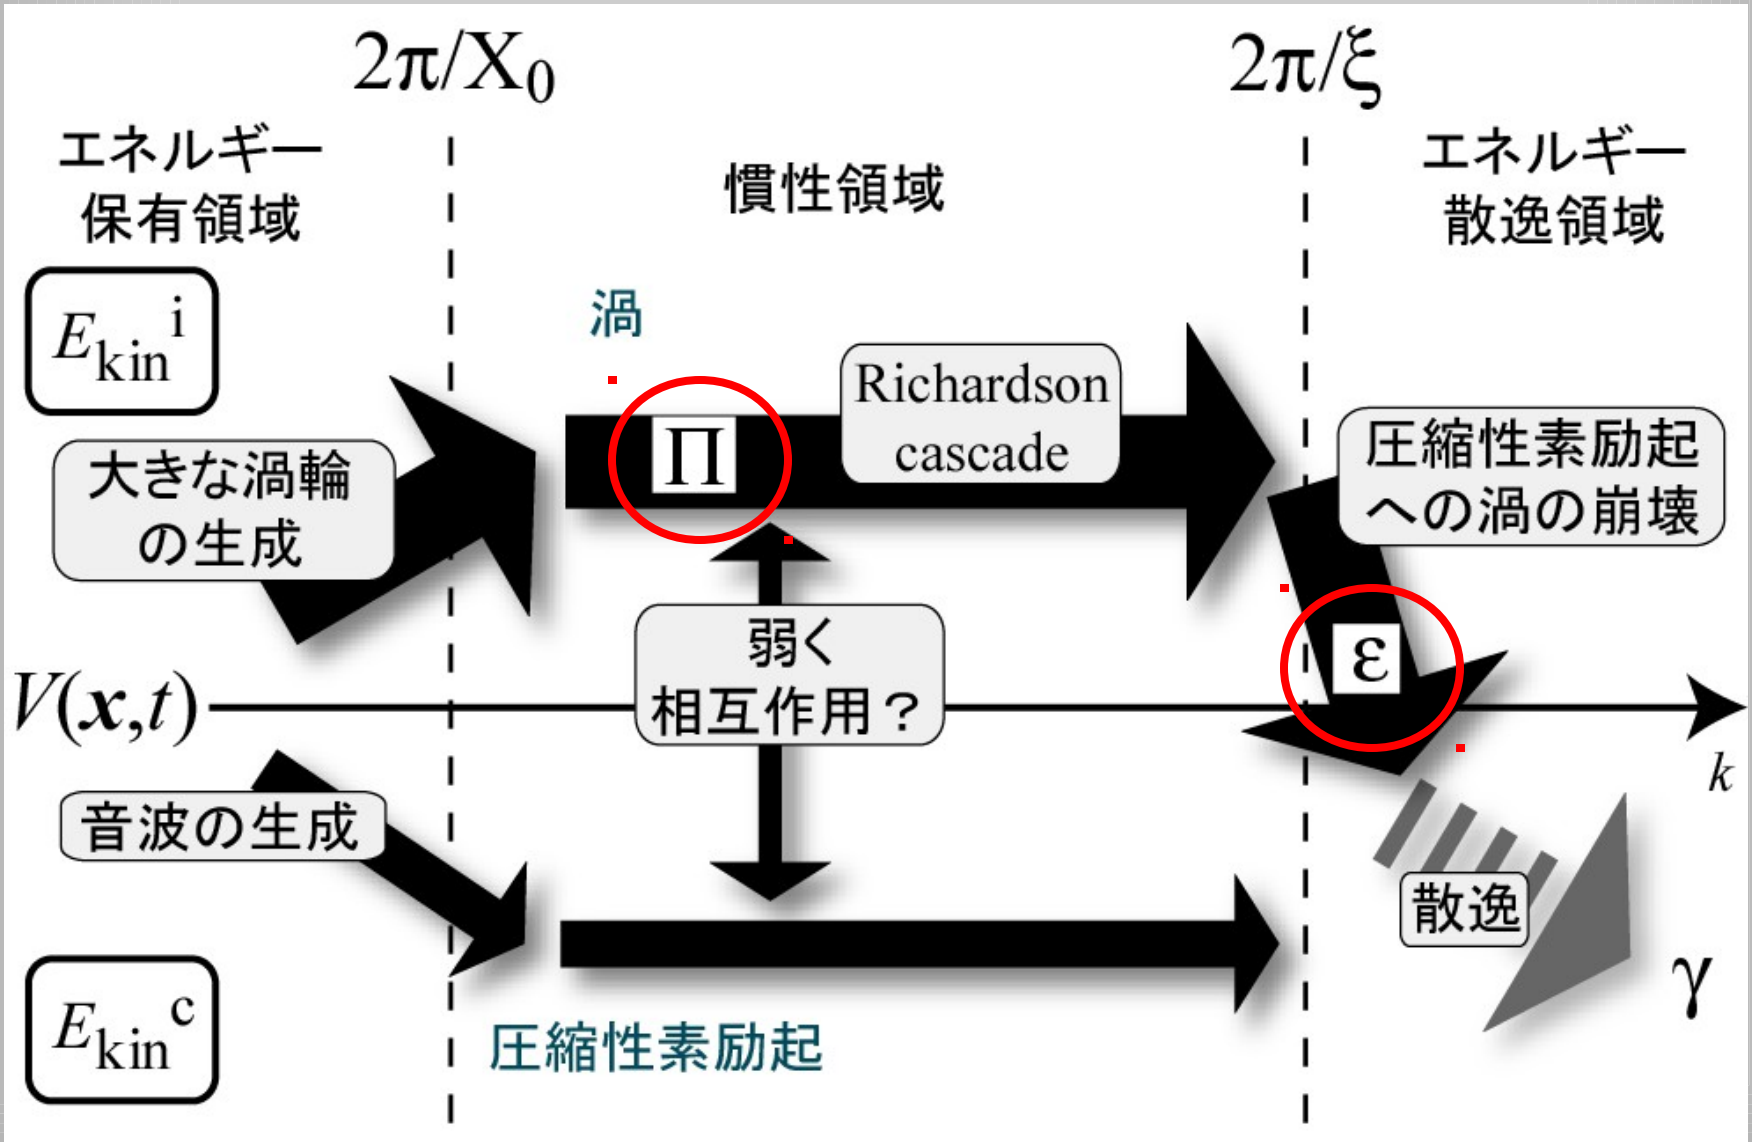 2π/X₀
2π/ξ
エネルギー
保有領域
慣性領域
エネルギー
散逸領域
E_kin^i
渦
Richardson
cascade
Π
大きな渦輪
の生成
圧縮性素励起
への渦の崩壊
弱く
相互作用？
ε
V(x,t)
k
音波の生成
散逸
γ
E_kin^c
圧縮性素励起